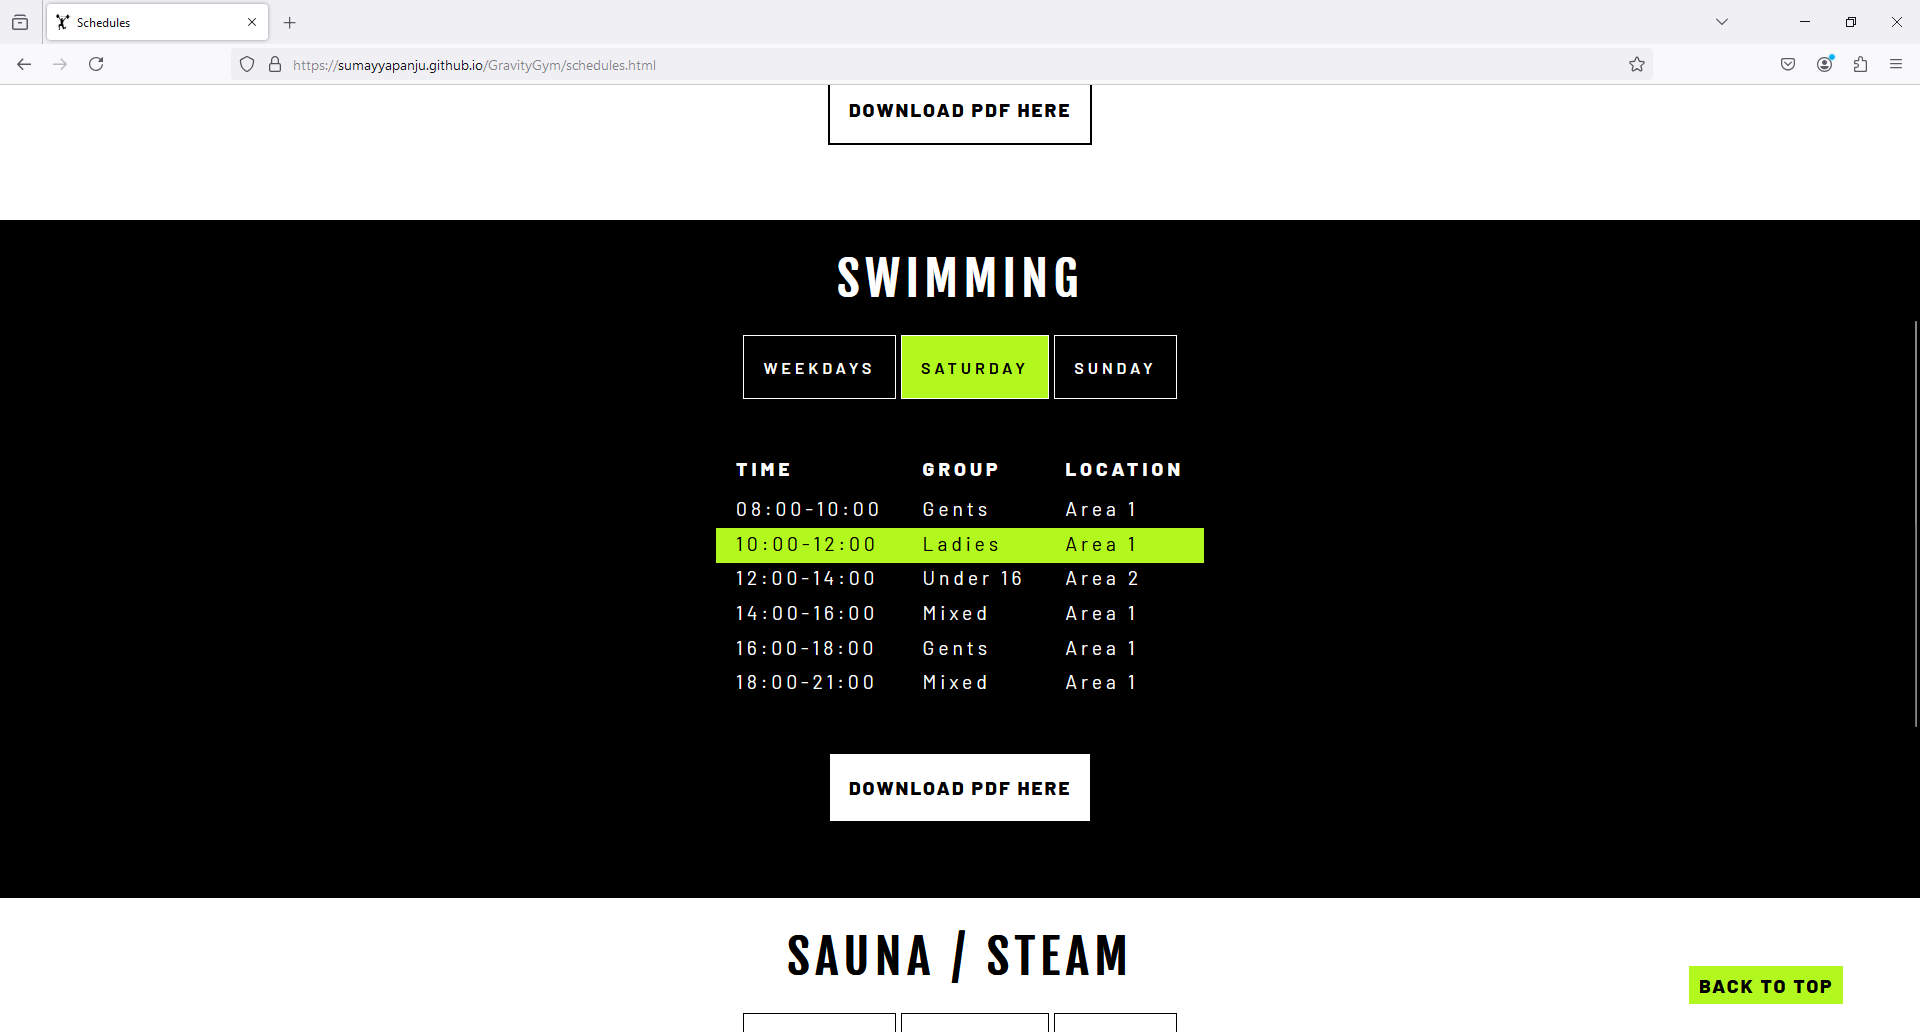 Schedules
https://sumayyapanju.github.io/GravityGym/schedules.html
DOWNLOAD PDF HERE
SWIMMING
WEEKDAYS SATURDAY SUNDAY
TIME GROUP LOCATION
08:00-10:00 Gents Area 1
10:00-12:00 Ladies Area 1
12:00-14:00 Under 16 Area 2
14:00-16:00 Mixed Area 1
16:00-18:00 Gents Area 1
18:00-21:00 Mixed Area 1
DOWNLOAD PDF HERE
SAUNA / STEAM
BACK TO TOP